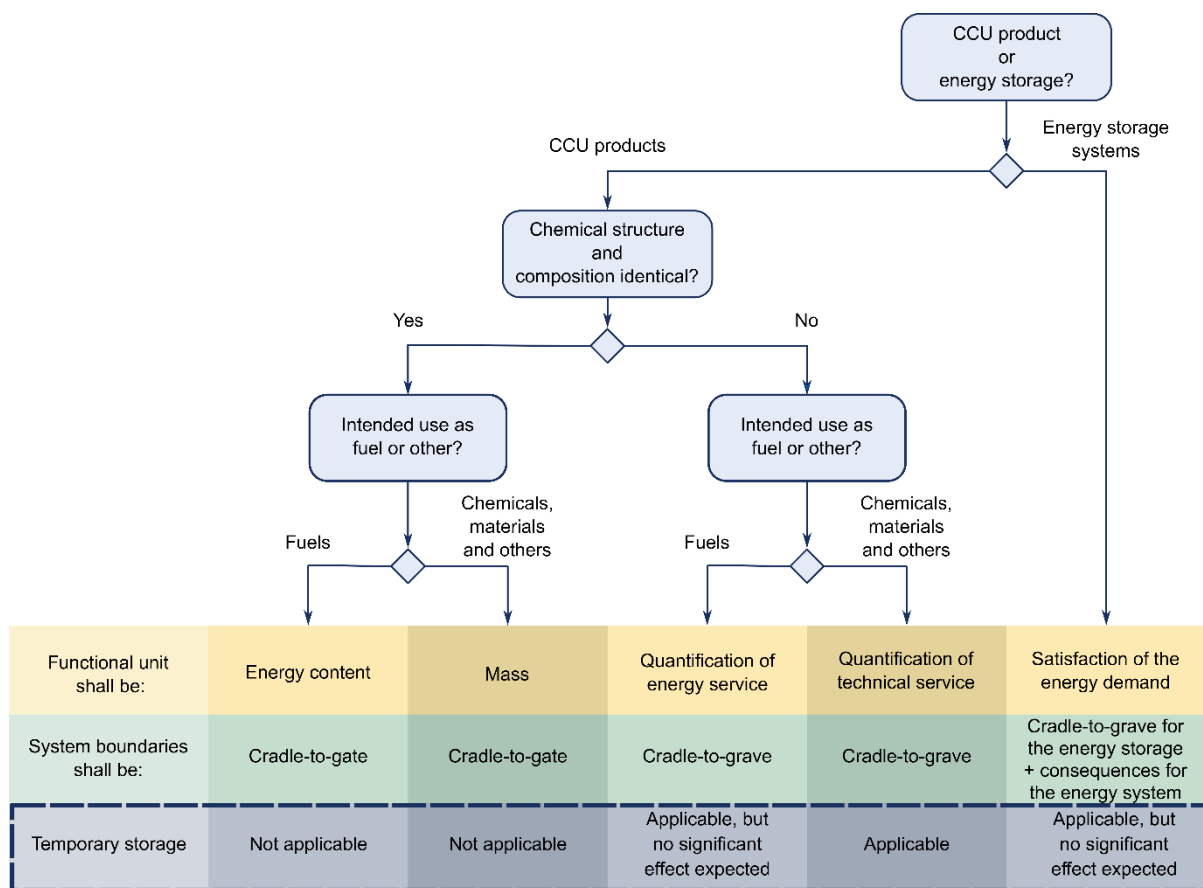 CCU product
or
energy storage?
CCU products
Energy storage
systems
Chemical structure
and
composition identical?
Yes
No
Intended use as
fuel or other?
Intended use as
fuel or other?
Fuels
Chemicals,
materials
and others
Fuels
Chemicals,
materials
and others
Functional unit
shall be:
Energy content
Mass
Quantification of
energy service
Quantification of
technical service
Satisfaction of the
energy demand
System boundaries
shall be:
Cradle-to-gate
Cradle-to-gate
Cradle-to-grave
Cradle-to-grave
Cradle-to-grave for
the energy storage
+ consequences for
the energy system
Temporary storage
Not applicable
Not applicable
Applicable, but
no significant
effect expected
Applicable
Applicable, but
no significant
effect expected